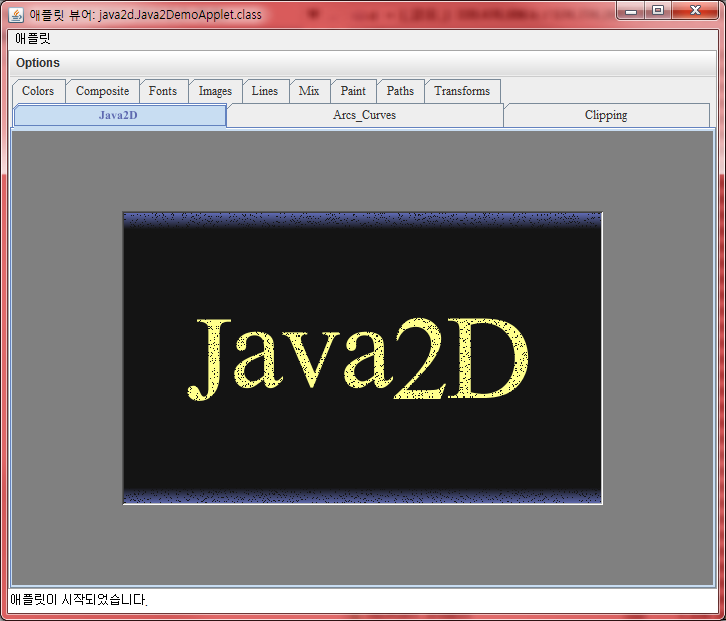 애플릿 뷰어: java2d.Java2DemoApplet.class
애플릿
Options
Colors Composite Fonts Images Lines Mix Paint Paths Transforms
Java2D Arcs_Curves Clipping
Java2D
애플릿이 시작되었습니다.